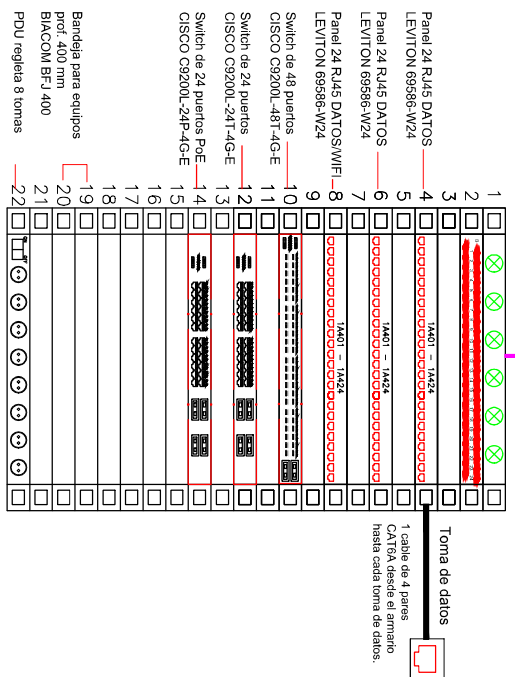 1
2
3
Panel 24 RJ45 DATOS
LEVITON 69586-W24
4
1A401 - 1A424
5
Panel 24 RJ45 DATOS
LEVITON 69586-W24
6
1A401 - 1A424
7
Panel 24 RJ45 DATOS/WIFI
LEVITON 69586-W24
8
1A401 - 1A424
9
Switch de 48 puertos
CISCO C9200L-48T-4G-E
10
11
Switch de 24 puertos
CISCO C9200L-24T-4G-E
12
13
Switch de 24 puertos PoE
CISCO C9200L-24P-4G-E
14
15
16
17
18
19
Bandeja para equipos
prof. 400 mm
BIACOM BFJ 400
20
21
PDU regleta 8 tomas
22
Toma de datos
1 cable de 4 pares
CAT6A desde el armario
hasta cada toma de datos.